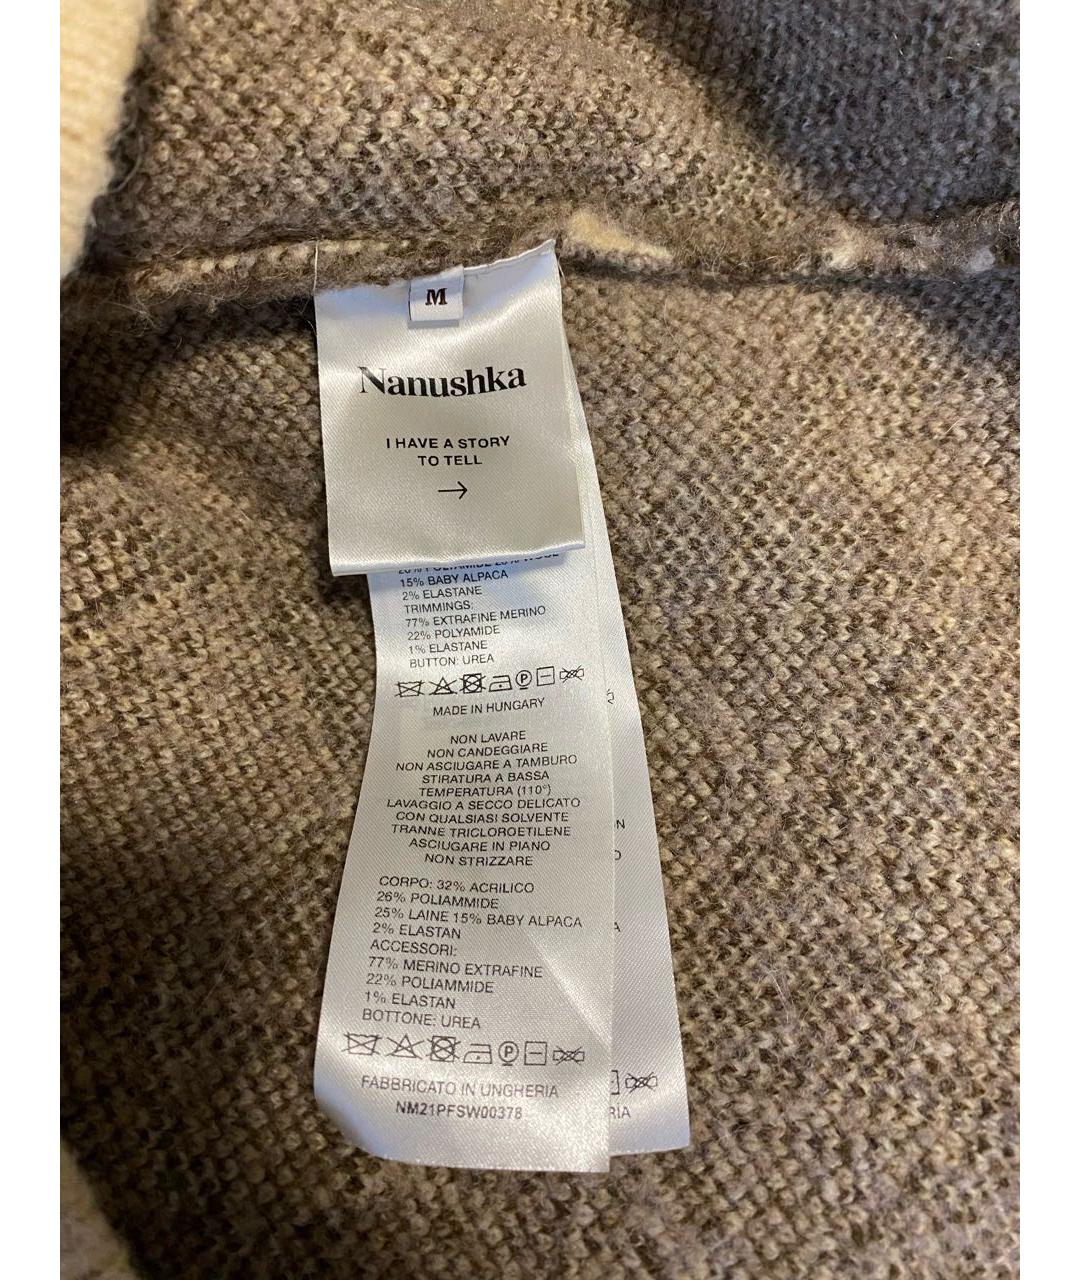 M
Nanushka
I HAVE A STORY
TO TELL
→
15% BABY ALPACA
2% ELASTANE
TRIMMINGS:
77% EXTRAFINE MERINO
22% POLYAMIDE
1% ELASTANE
BUTTON: UREA
MADE IN HUNGARY
NON LAVARE
NON CANDEGGIARE
NON ASCIUGARE A TAMBURO
STIRATURA A BASSA
TEMPERATURA (110°)
LAVAGGIO A SECCO DELICATO
CON QUALSIASI SOLVENTE
TRANNE TRICLOROETILENE
ASCIUGARE IN PIANO
NON STRIZZARE
CORPO: 32% ACRILICO
26% POLIAMMIDE
25% LAINE 15% BABY ALPACA
2% ELASTAN
ACCESSORI:
77% MERINO EXTRAFINE
22% POLIAMMIDE
1% ELASTAN
BOTTONE: UREA
FABBRICATO IN UNGHERIA
NM21PFSW00378